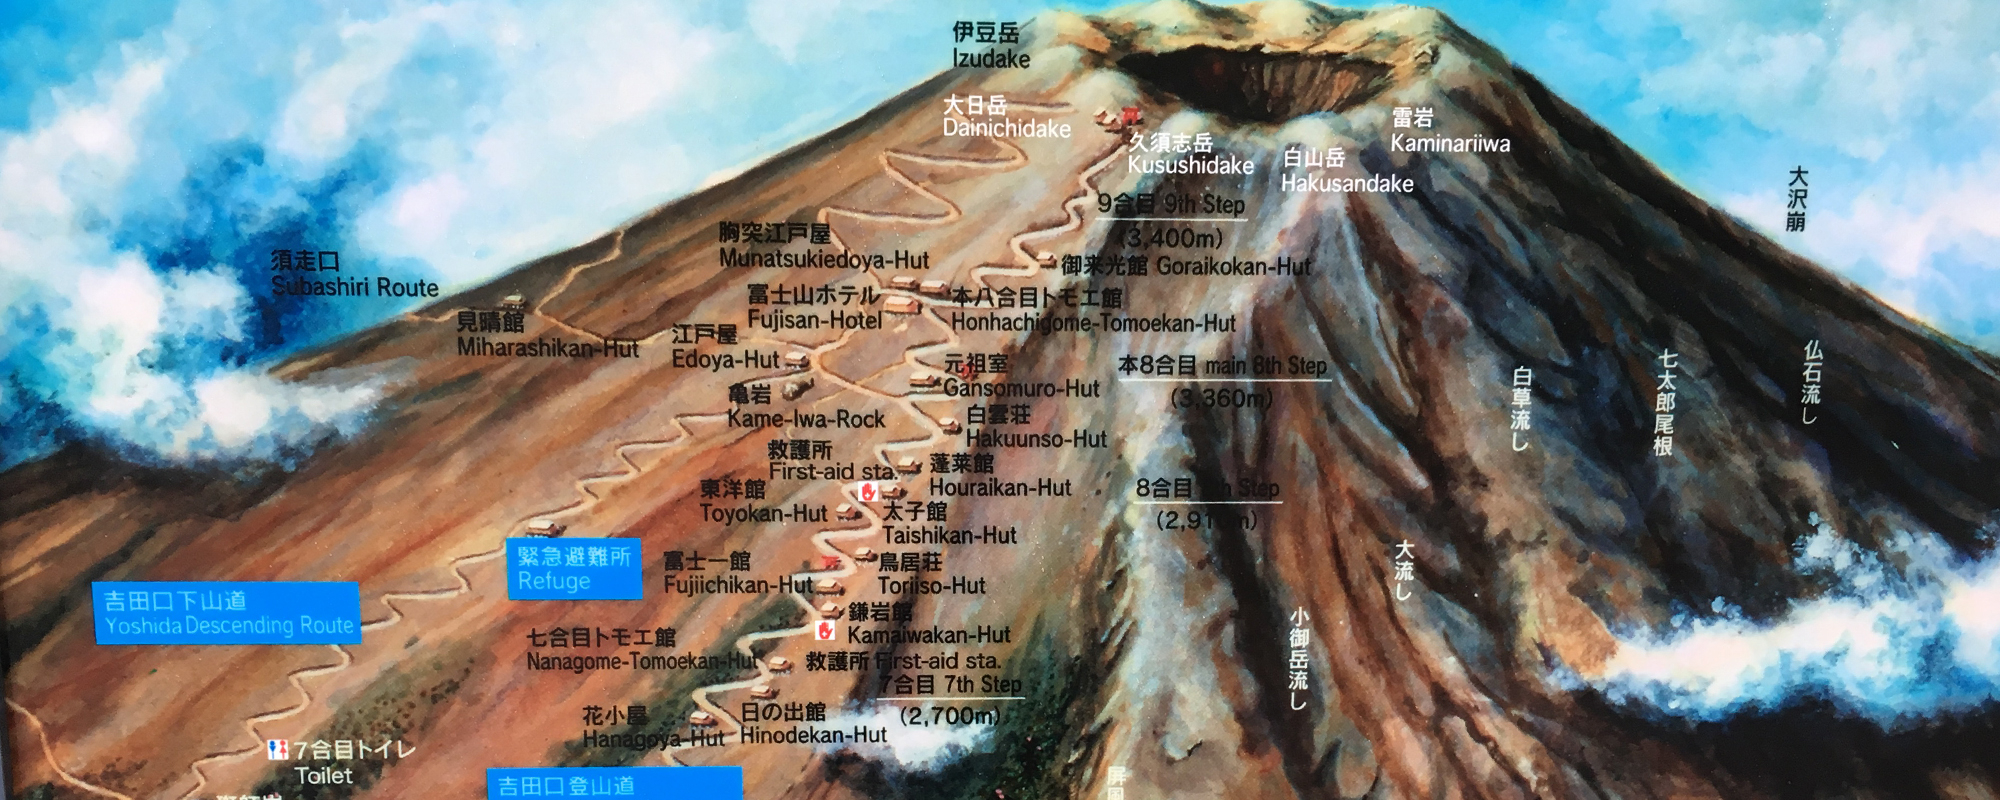 伊豆岳
Izudake
大日岳
Dainichidake
久須志岳
Kusushidake
白山岳
Hakusandake
雷岩
Kaminariiwa
大沢崩
9合目 9th Step
(3,400m)
胸突江戸屋
Munatsukiedoya-Hut
御来光館 Goraikokan-Hut
須走口
Subashiri Route
富士山ホテル
Fujisan-Hotel
本八合目トモエ館
Honhachigome-Tomoekan-Hut
見晴館
Miharashikan-Hut
江戸屋
Edoya-Hut
元祖室
Gansomuro-Hut
本8合目 main 8th Step
(3,360m)
亀岩
Kame-Iwa-Rock
白雲荘
Hakuunso-Hut
白草流し
七太郎尾根
仏石流し
救護所
First-aid sta.
蓬莱館
Houraikan-Hut
東洋館
Toyokan-Hut
太子館
Taishikan-Hut
8合目 Step
緊急避難所
Refuge
富士一館
Fujiichikan-Hut
鳥居荘
Toriiso-Hut
大流し
吉田口下山道
Yoshida Descending Route
鎌岩館
Kamaiwakan-Hut
七合目トモエ館
Nanagome-Tomoekan-Hut
救護所 First-aid sta.
7合目 7th Step
(2,700m)
小御岳流し
花小屋
Hanagoya-Hut
日の出館
Hinodekan-Hut
7合目トイレ
Toilet
吉田口登山道